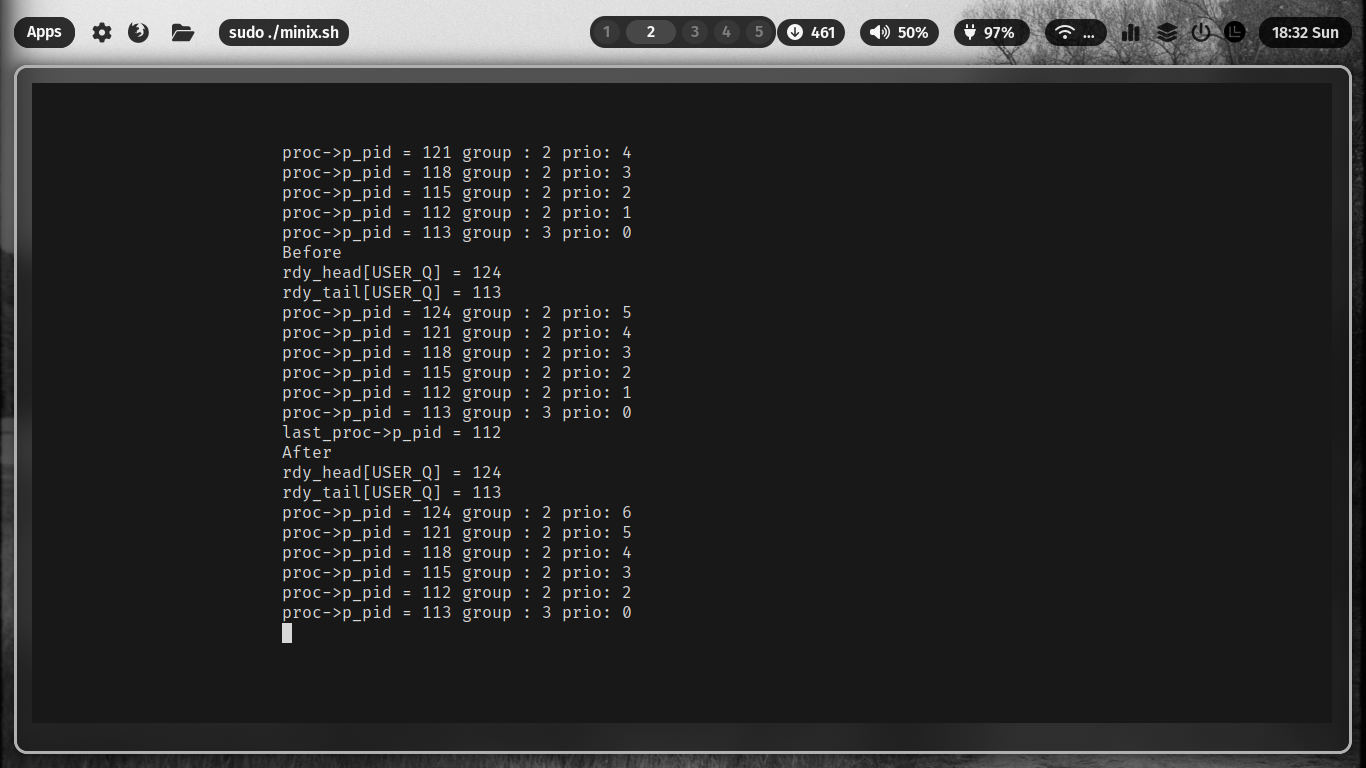 Apps sudo ./minix.sh 1 2 3 4 5 461 50% 97% ... 18:32 Sun
proc->p_pid = 121 group : 2 prio: 4
proc->p_pid = 118 group : 2 prio: 3
proc->p_pid = 115 group : 2 prio: 2
proc->p_pid = 112 group : 2 prio: 1
proc->p_pid = 113 group : 3 prio: 0
Before
rdy_head[USER_Q] = 124
rdy_tail[USER_Q] = 113
proc->p_pid = 124 group : 2 prio: 5
proc->p_pid = 121 group : 2 prio: 4
proc->p_pid = 118 group : 2 prio: 3
proc->p_pid = 115 group : 2 prio: 2
proc->p_pid = 112 group : 2 prio: 1
proc->p_pid = 113 group : 3 prio: 0
last_proc->p_pid = 112
After
rdy_head[USER_Q] = 124
rdy_tail[USER_Q] = 113
proc->p_pid = 124 group : 2 prio: 6
proc->p_pid = 121 group : 2 prio: 5
proc->p_pid = 118 group : 2 prio: 4
proc->p_pid = 115 group : 2 prio: 3
proc->p_pid = 112 group : 2 prio: 2
proc->p_pid = 113 group : 3 prio: 0